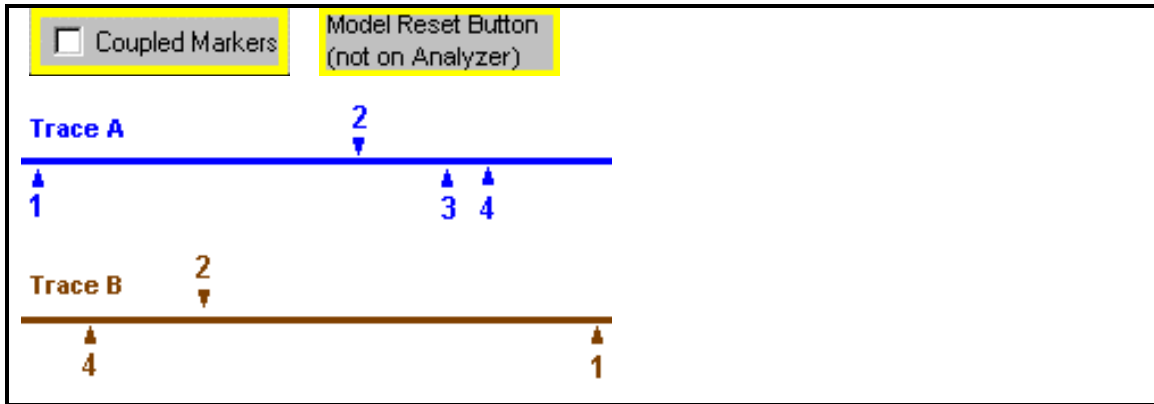 Coupled Markers
Model Reset Button
(not on Analyzer)
Trace A
2
1
3 4
Trace B
2
4
1